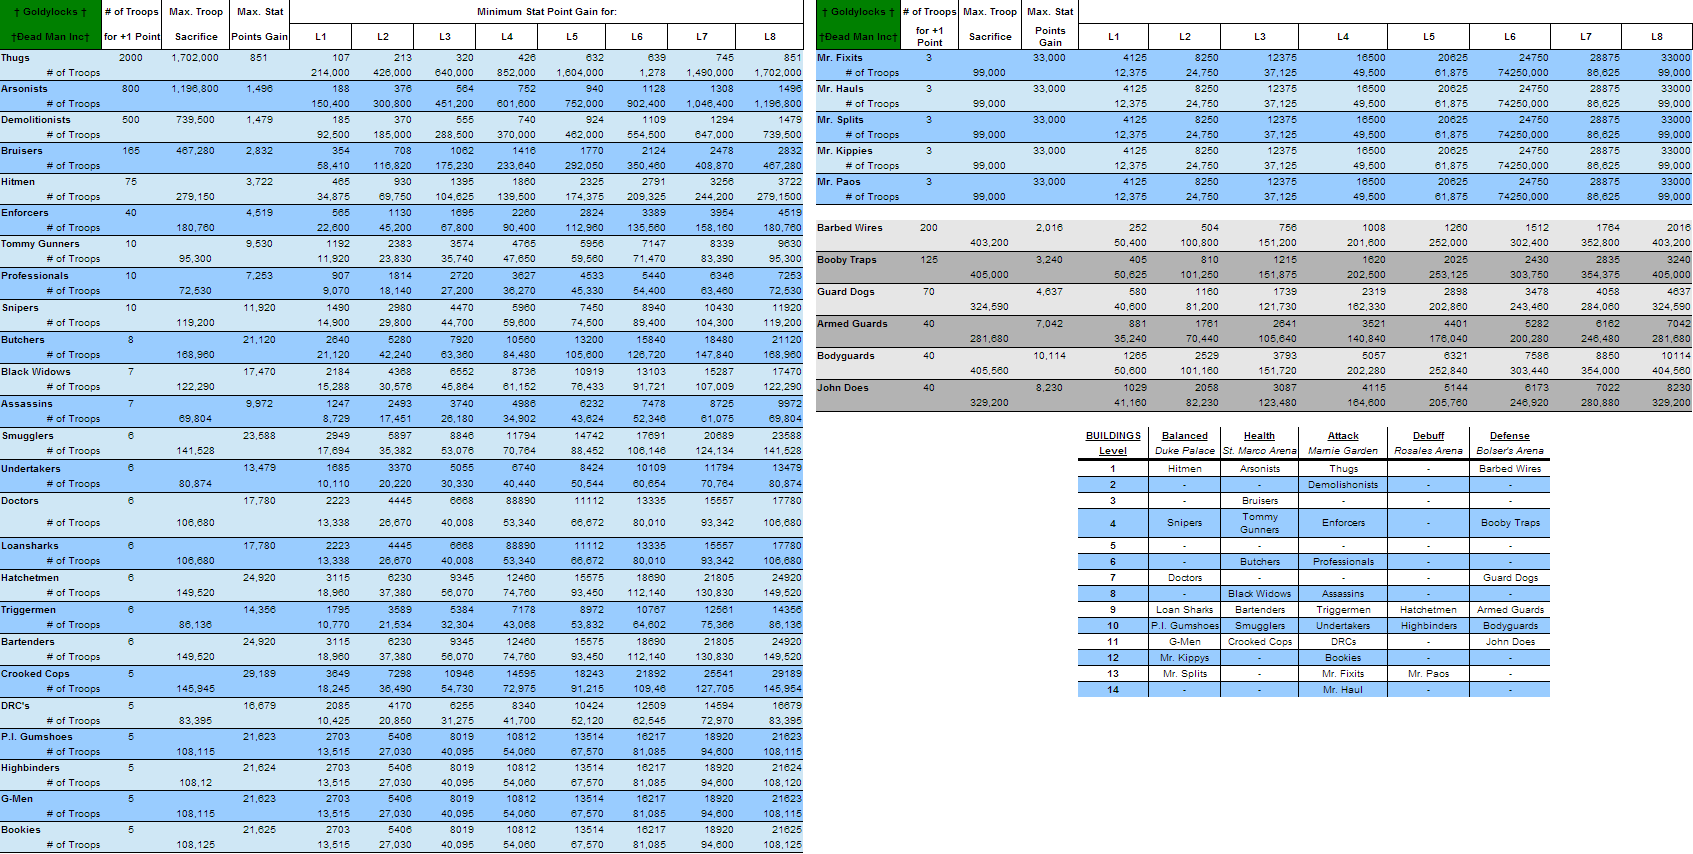 † Goldylocks † # of Troops Max. Troop Max. Stat Minimum Stat Point Gain for:
†Dead Man Inc† for +1 Point Sacrifice Points Gain L1 L2 L3 L4 L5 L6 L7 L8
Thugs 2000 1,702,000 851 107 213 320 426 632 639 745 851
# of Troops 214,000 426,000 640,000 852,000 1,604,000 1,278 1,490,000 1,702,000
Arsonists 800 1,196,800 1,496 188 376 564 752 940 1128 1308 1496
# of Troops 150,400 300,800 451,200 601,600 752,000 902,400 1,046,400 1,196,800
Demolitionists 500 739,500 1,479 185 370 555 740 924 1109 1294 1479
# of Troops 92,500 185,000 288,500 370,000 462,000 554,500 647,000 739,500
Bruisers 165 467,280 2,832 354 708 1062 1416 1770 2124 2478 2832
# of Troops 58,410 116,820 175,230 233,640 292,050 350,460 408,870 467,280
Hitmen 75 3,722 465 930 1395 1860 2325 2791 3256 3722
# of Troops 279,150 34,875 69,750 104,625 139,500 174,375 209,325 244,200 279,1500
Enforcers 40 4,519 565 1130 1695 2260 2824 3389 3954 4519
# of Troops 180,760 22,600 45,200 67,800 90,400 112,960 135,560 158,160 180,760
Tommy Gunners 10 9,530 1192 2383 3574 4765 5956 7147 8339 9630
# of Troops 95,300 11,920 23,830 35,740 47,650 59,560 71,470 83,390 95,300
Professionals 10 7,253 907 1814 2720 3627 4533 5440 6346 7253
# of Troops 72,530 9,070 18,140 27,200 36,270 45,330 54,400 63,460 72,530
Snipers 10 11,920 1490 2980 4470 5960 7450 8940 10430 11920
# of Troops 119,200 14,900 29,800 44,700 59,600 74,500 89,400 104,300 119,200
Butchers 8 21,120 2640 5280 7920 10560 13200 15840 18480 21120
# of Troops 168,960 21,120 42,240 63,360 84,480 105,600 126,720 147,840 168,960
Black Widows 7 17,470 2184 4368 6552 8736 10919 13103 15287 17470
# of Troops 122,290 15,288 30,576 45,864 61,152 76,433 91,721 107,009 122,290
Assassins 7 9,972 1247 2493 3740 4986 6232 7478 8725 9972
# of Troops 69,804 8,729 17,451 26,180 34,902 43,624 52,346 61,075 69,804
Smugglers 6 23,588 2949 5897 8846 11794 14742 17691 20689 23588
# of Troops 141,528 17,694 35,382 53,076 70,764 88,452 106,146 124,134 141,528
Undertakers 6 13,479 1685 3370 5055 6740 8424 10109 11794 13479
# of Troops 80,874 10,110 20,220 30,330 40,440 50,544 60,654 70,764 80,874
Doctors 6 17,780 2223 4445 6668 88890 11112 13335 15557 17780
# of Troops 106,680 13,338 26,670 40,008 53,340 66,672 80,010 93,342 106,680
Loansharks 6 17,780 2223 4445 6668 88890 11112 13335 15557 17780
# of Troops 106,680 13,338 26,670 40,008 53,340 66,672 80,010 93,342 106,680
Hatchetmen 6 24,920 3115 6230 9345 12460 15575 18690 21805 24920
# of Troops 149,520 18,960 37,380 56,070 74,760 93,450 112,140 130,830 149,520
Triggermen 6 14,356 1795 3589 5384 7178 8972 10767 12561 14356
# of Troops 86,136 10,770 21,534 32,304 43,068 53,832 64,602 75,366 86,136
Bartenders 6 24,920 3115 6230 9345 12460 15575 18690 21805 24920
# of Troops 149,520 18,960 37,380 56,070 74,760 93,450 112,140 130,830 149,520
Crooked Cops 5 29,189 3649 7298 10946 14595 18243 21892 25541 29189
# of Troops 145,945 18,245 36,490 54,730 72,975 91,215 109,46 127,705 145,954
DRC's 5 16,679 2085 4170 6255 8340 10424 12509 14594 16679
# of Troops 83,395 10,425 20,850 31,275 41,700 52,120 62,545 72,970 83,395
P.I. Gumshoes 5 21,623 2703 5406 8019 10812 13514 16217 18920 21623
# of Troops 108,115 13,515 27,030 40,095 54,060 67,570 81,085 94,600 108,115
Highbinders 5 21,624 2703 5406 8019 10812 13514 16217 18920 21624
# of Troops 108,12 13,515 27,030 40,095 54,060 67,570 81,085 94,600 108,120
G-Men 5 21,623 2703 5406 8019 10812 13514 16217 18920 21623
# of Troops 108,115 13,515 27,030 40,095 54,060 67,570 81,085 94,600 108,115
Bookies 5 21,625 2703 5406 8019 10812 13514 16217 18920 21625
# of Troops 108,125 13,515 27,030 40,095 54,060 67,570 81,085 94,600 108,125
† Goldylocks † # of Troops Max. Troop Max. Stat
†Dead Man Inc† for +1 Point Sacrifice Points Gain L1 L2 L3 L4 L5 L6 L7 L8
Mr. Fixits 3 33,000 4125 8250 12375 16500 20625 24750 28875 33000
# of Troops 99,000 12,375 24,750 37,125 49,500 61,875 74250,000 86,625 99,000
Mr. Hauls 3 33,000 4125 8250 12375 16500 20625 24750 28875 33000
# of Troops 99,000 12,375 24,750 37,125 49,500 61,875 74250,000 86,625 99,000
Mr. Splits 3 33,000 4125 8250 12375 16500 20625 24750 28875 33000
# of Troops 99,000 12,375 24,750 37,125 49,500 61,875 74250,000 86,625 99,000
Mr. Kippies 3 33,000 4125 8250 12375 16500 20625 24750 28875 33000
# of Troops 99,000 12,375 24,750 37,125 49,500 61,875 74250,000 86,625 99,000
Mr. Paos 3 33,000 4125 8250 12375 16500 20625 24750 28875 33000
# of Troops 99,000 12,375 24,750 37,125 49,500 61,875 74250,000 86,625 99,000
Barbed Wires 200 2,016 252 504 756 1008 1260 1512 1764 2016
403,200 50,400 100,800 151,200 201,600 252,000 302,400 352,800 403,200
Booby Traps 125 3,240 405 810 1215 1620 2025 2430 2835 3240
405,000 50,625 101,250 151,875 202,500 253,125 303,750 354,375 405,000
Guard Dogs 70 4,637 580 1160 1739 2319 2898 3478 4058 4637
324,590 40,600 81,200 121,730 162,330 202,860 243,460 284,060 324,590
Armed Guards 40 7,042 881 1761 2641 3521 4401 5282 6162 7042
281,680 35,240 70,440 105,640 140,840 176,040 200,280 246,480 281,680
Bodyguards 40 10,114 1265 2529 3793 5057 6321 7586 8850 10114
405,560 50,600 101,160 151,720 202,280 252,840 303,440 354,000 404,560
John Does 40 8,230 1029 2058 3087 4115 5144 6173 7022 8230
329,200 41,160 82,230 123,480 164,600 205,760 246,920 280,880 329,200
BUILDINGS Balanced Health Attack Debuff Defense
Level Duke Palace St. Marco Arena Mamie Garden Rosales Arena Bolser's Arena
1 Hitmen Arsonists Thugs - Barbed Wires
2 - - Demolishonists - -
3 - Bruisers - - -
4 Snipers Tommy Gunners Enforcers - Booby Traps
5 - - - - -
6 - Butchers Professionals - -
7 Doctors - - - Guard Dogs
8 - Black Widows Assassins - -
9 Loan Sharks Bartenders Triggermen Hatchetmen Armed Guards
10 P.I. Gumshoes Smugglers Undertakers Highbinders Bodyguards
11 G-Men Crooked Cops DRCs - John Does
12 Mr. Kippys - Bookies - -
13 Mr. Splits - Mr. Fixits Mr. Paos -
14 - - Mr. Haul - -